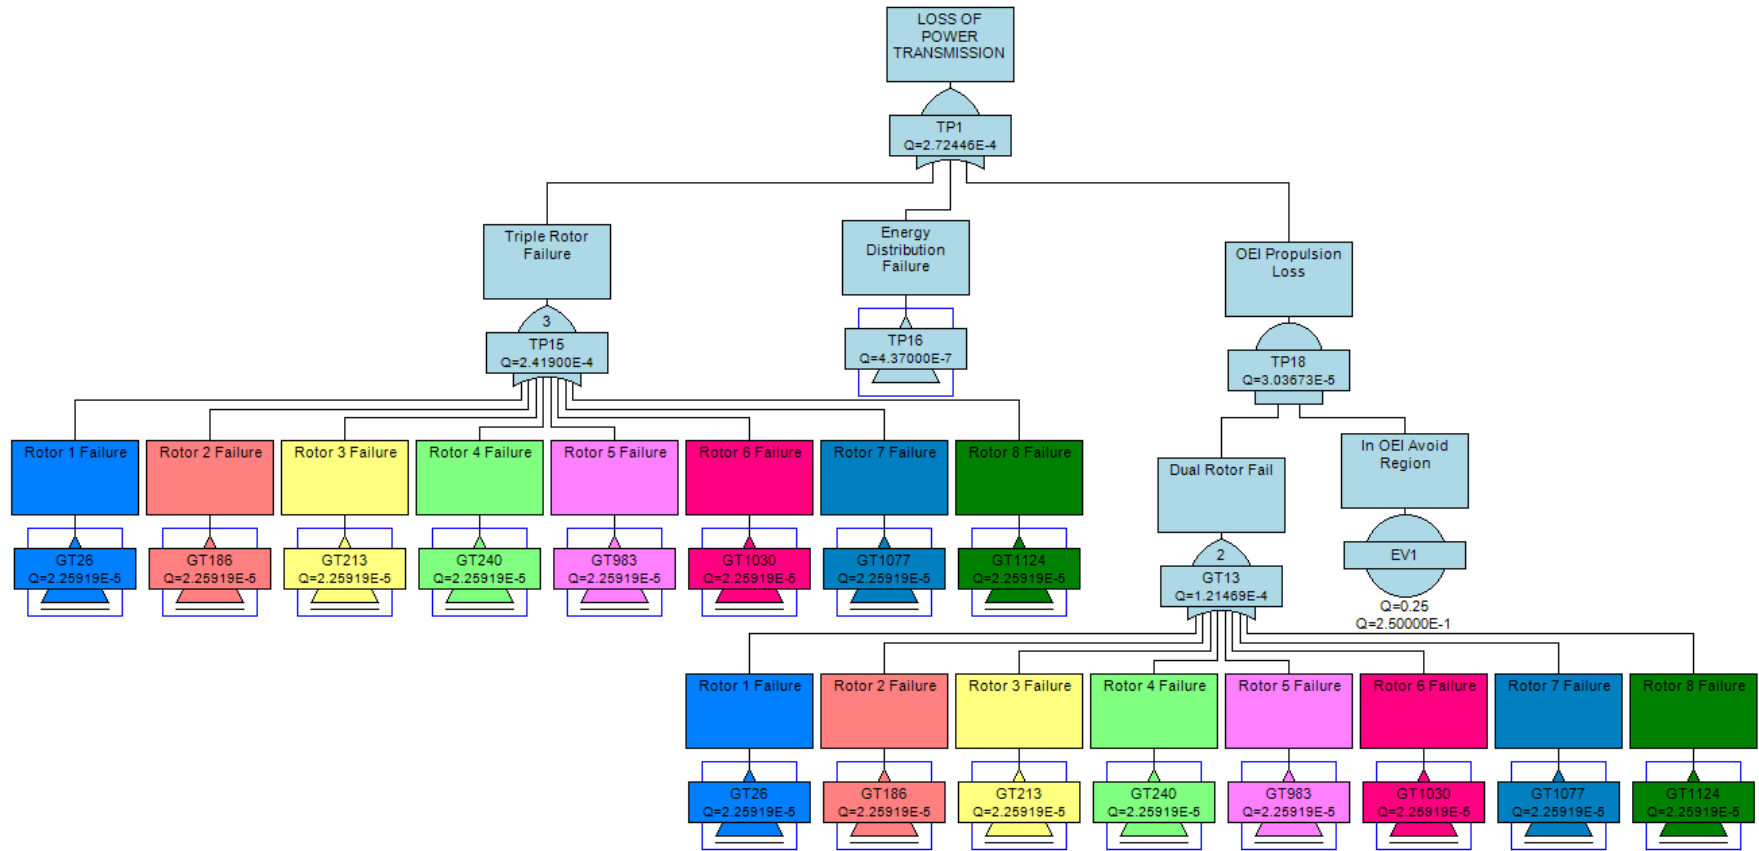 LOSS OF
POWER
TRANSMISSION
TP1
Q=2.72446E-4
Triple Rotor
Failure
3
TP15
Q=2.41900E-4
Energy
Distribution
Failure
TP16
Q=4.37000E-7
OEI Propulsion
Loss
TP18
Q=3.03673E-5
Rotor 1 Failure
GT26
Q=2.25919E-5
Rotor 2 Failure
GT186
Q=2.25919E-5
Rotor 3 Failure
GT213
Q=2.25919E-5
Rotor 4 Failure
GT240
Q=2.25919E-5
Rotor 5 Failure
GT983
Q=2.25919E-5
Rotor 6 Failure
GT1030
Q=2.25919E-5
Rotor 7 Failure
GT1077
Q=2.25919E-5
Rotor 8 Failure
GT1124
Q=2.25919E-5
Dual Rotor Fail
2
GT13
Q=1.21469E-4
In OEI Avoid
Region
EV1
Q=0.25
Q=2.50000E-1
Rotor 1 Failure
GT26
Q=2.25919E-5
Rotor 2 Failure
GT186
Q=2.25919E-5
Rotor 3 Failure
GT213
Q=2.25919E-5
Rotor 4 Failure
GT240
Q=2.25919E-5
Rotor 5 Failure
GT983
Q=2.25919E-5
Rotor 6 Failure
GT1030
Q=2.25919E-5
Rotor 7 Failure
GT1077
Q=2.25919E-5
Rotor 8 Failure
GT1124
Q=2.25919E-5